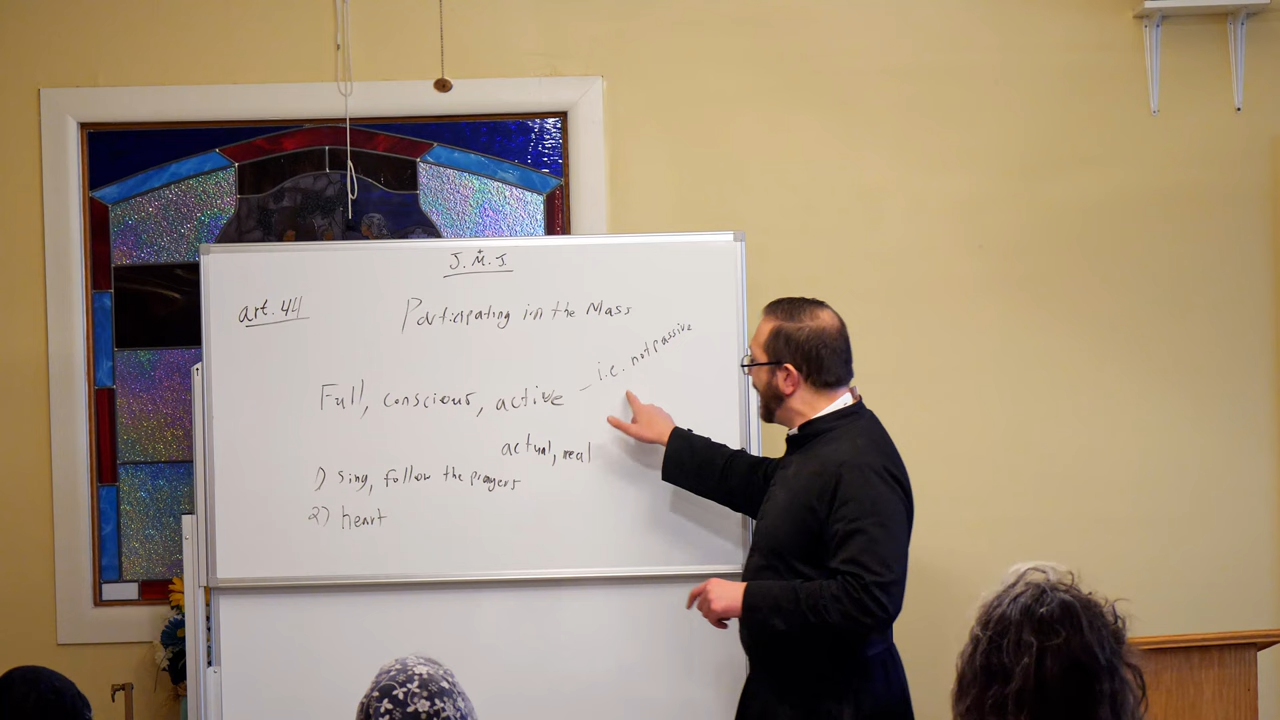 J.M.J.
art. 44
Participating in the Mass
Full, conscious, active – i.e. not passive
actual, real
1) Sing, follow the prayers
2) heart